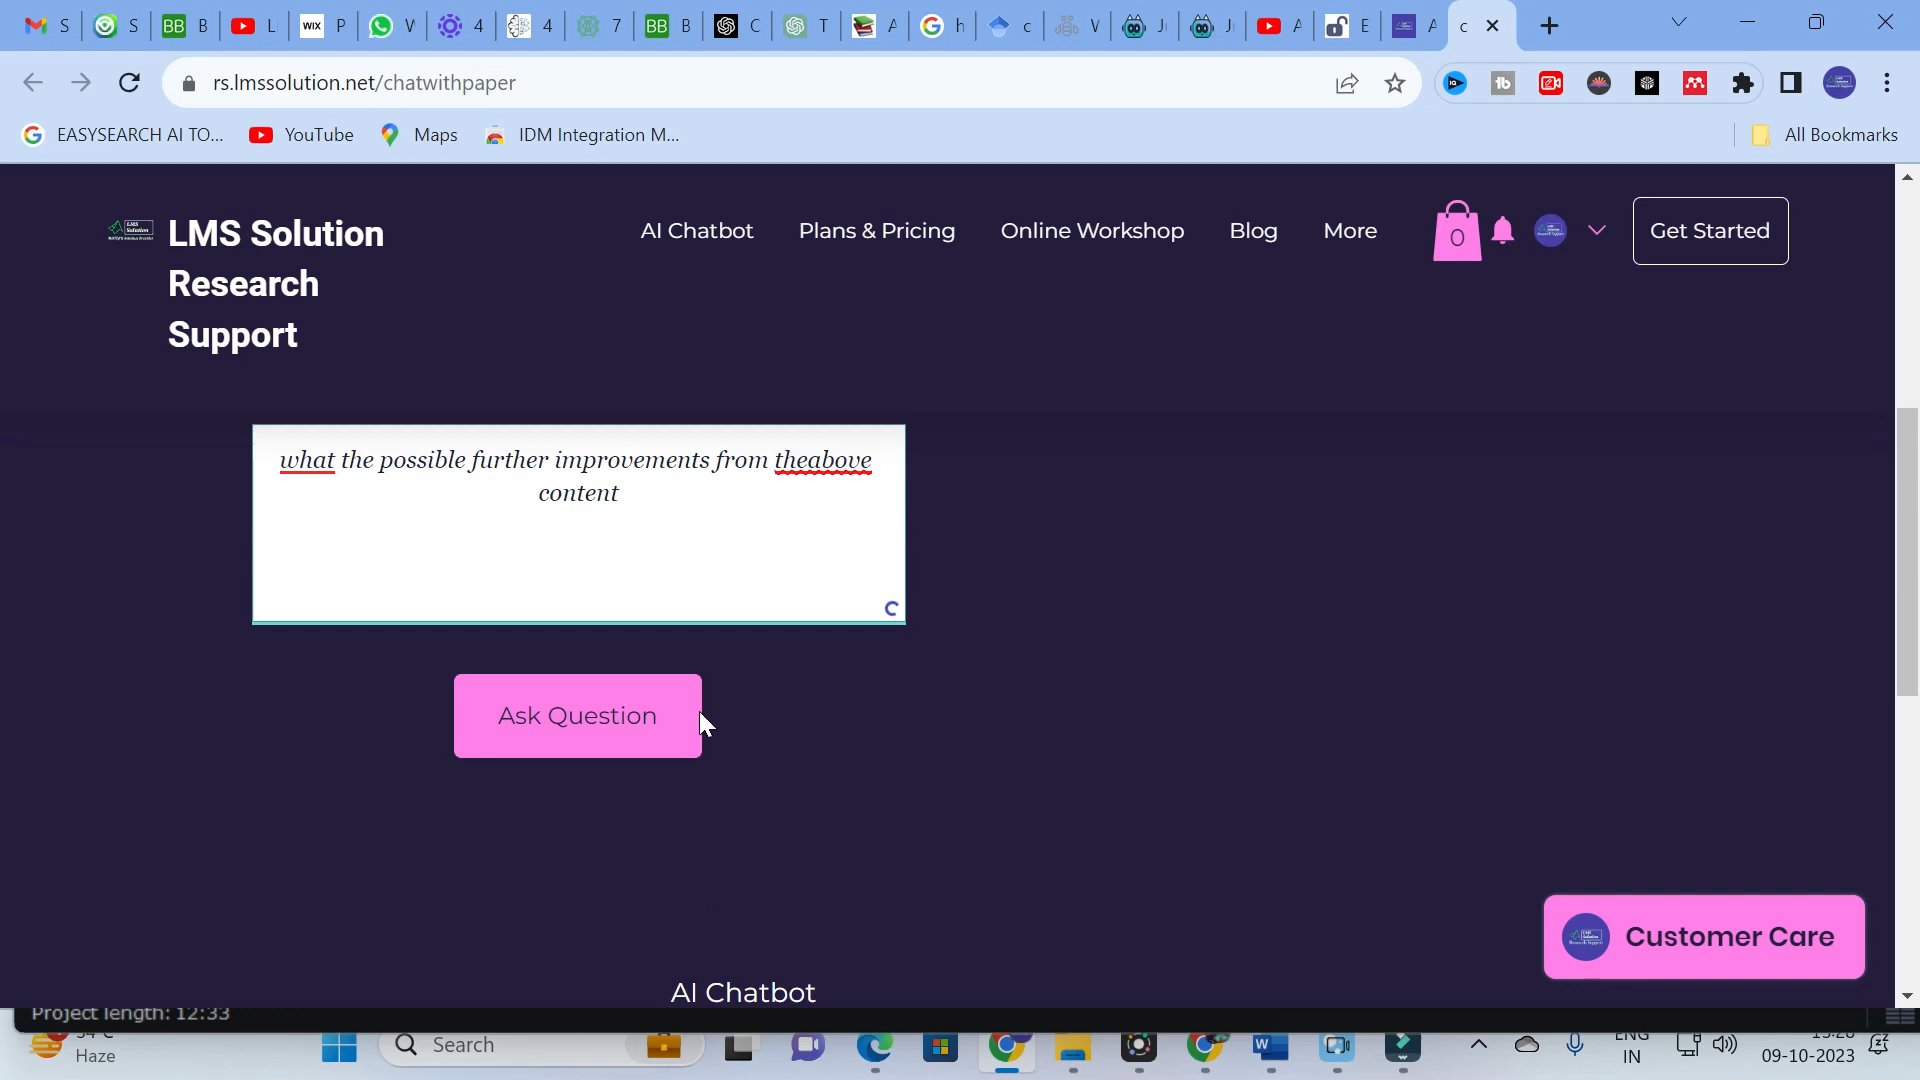 S S B L P W 4 4 7 B C T A h c V J J A E A c
rs.lmssolution.net/chatwithpaper
EASYSEARCH AI TO... YouTube Maps IDM Integration M... All Bookmarks
LMS Solution
Research
Support
AI Chatbot Plans & Pricing Online Workshop Blog More 0 Get Started
what the possible further improvements from theabove
content
Ask Question
Customer Care
AI Chatbot
Project length: 12:33
Haze
Search
ENG
IN
09-10-2023